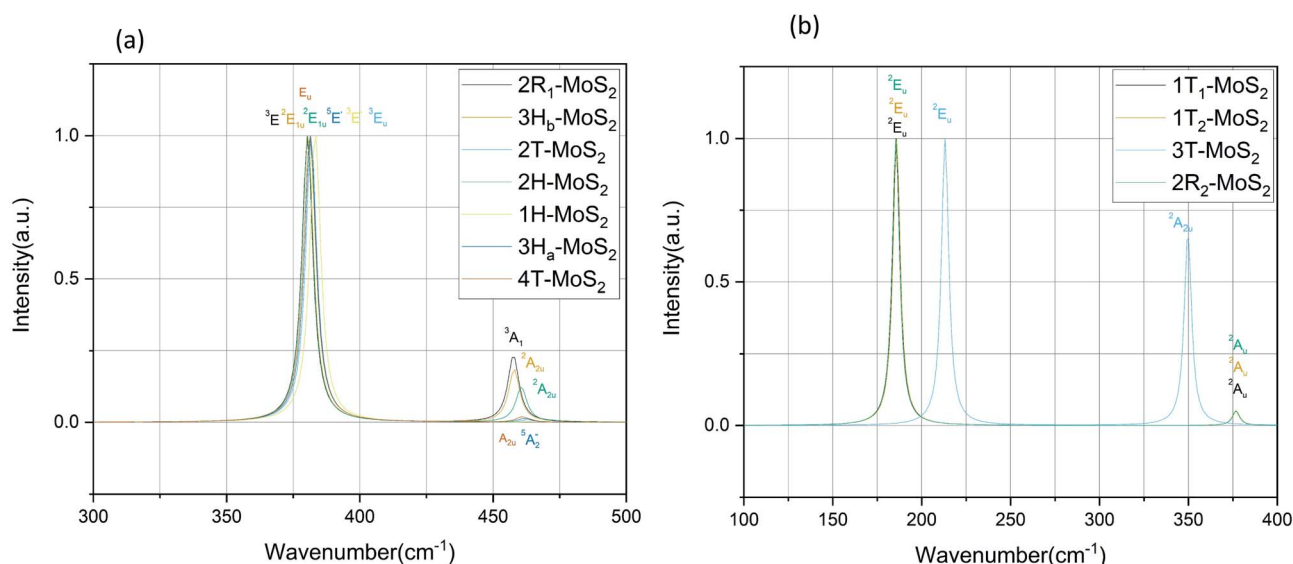 (a)
2R₁-MoS₂
3Hb-MoS₂
2T-MoS₂
2H-MoS₂
1H-MoS₂
3Ha-MoS₂
4T-MoS₂
Eu
³E ²E1u ²E1u ⁵E' ³E' ³Eu
1.0
0.5
0.0
³A₁
²A2u
²A2u
A2u ⁵A₂"
Intensity(a.u.)
300 350 400 450 500
Wavenumber(cm⁻¹)
(b)
1T₁-MoS₂
1T₂-MoS₂
3T-MoS₂
2R₂-MoS₂
²Eu
²Eu
²Eu
²Eu
1.0
0.5
0.0
²A2u
²Au
²Au
²Au
Intensity(a.u.)
100 150 200 250 300 350 400
Wavenumber(cm⁻¹)